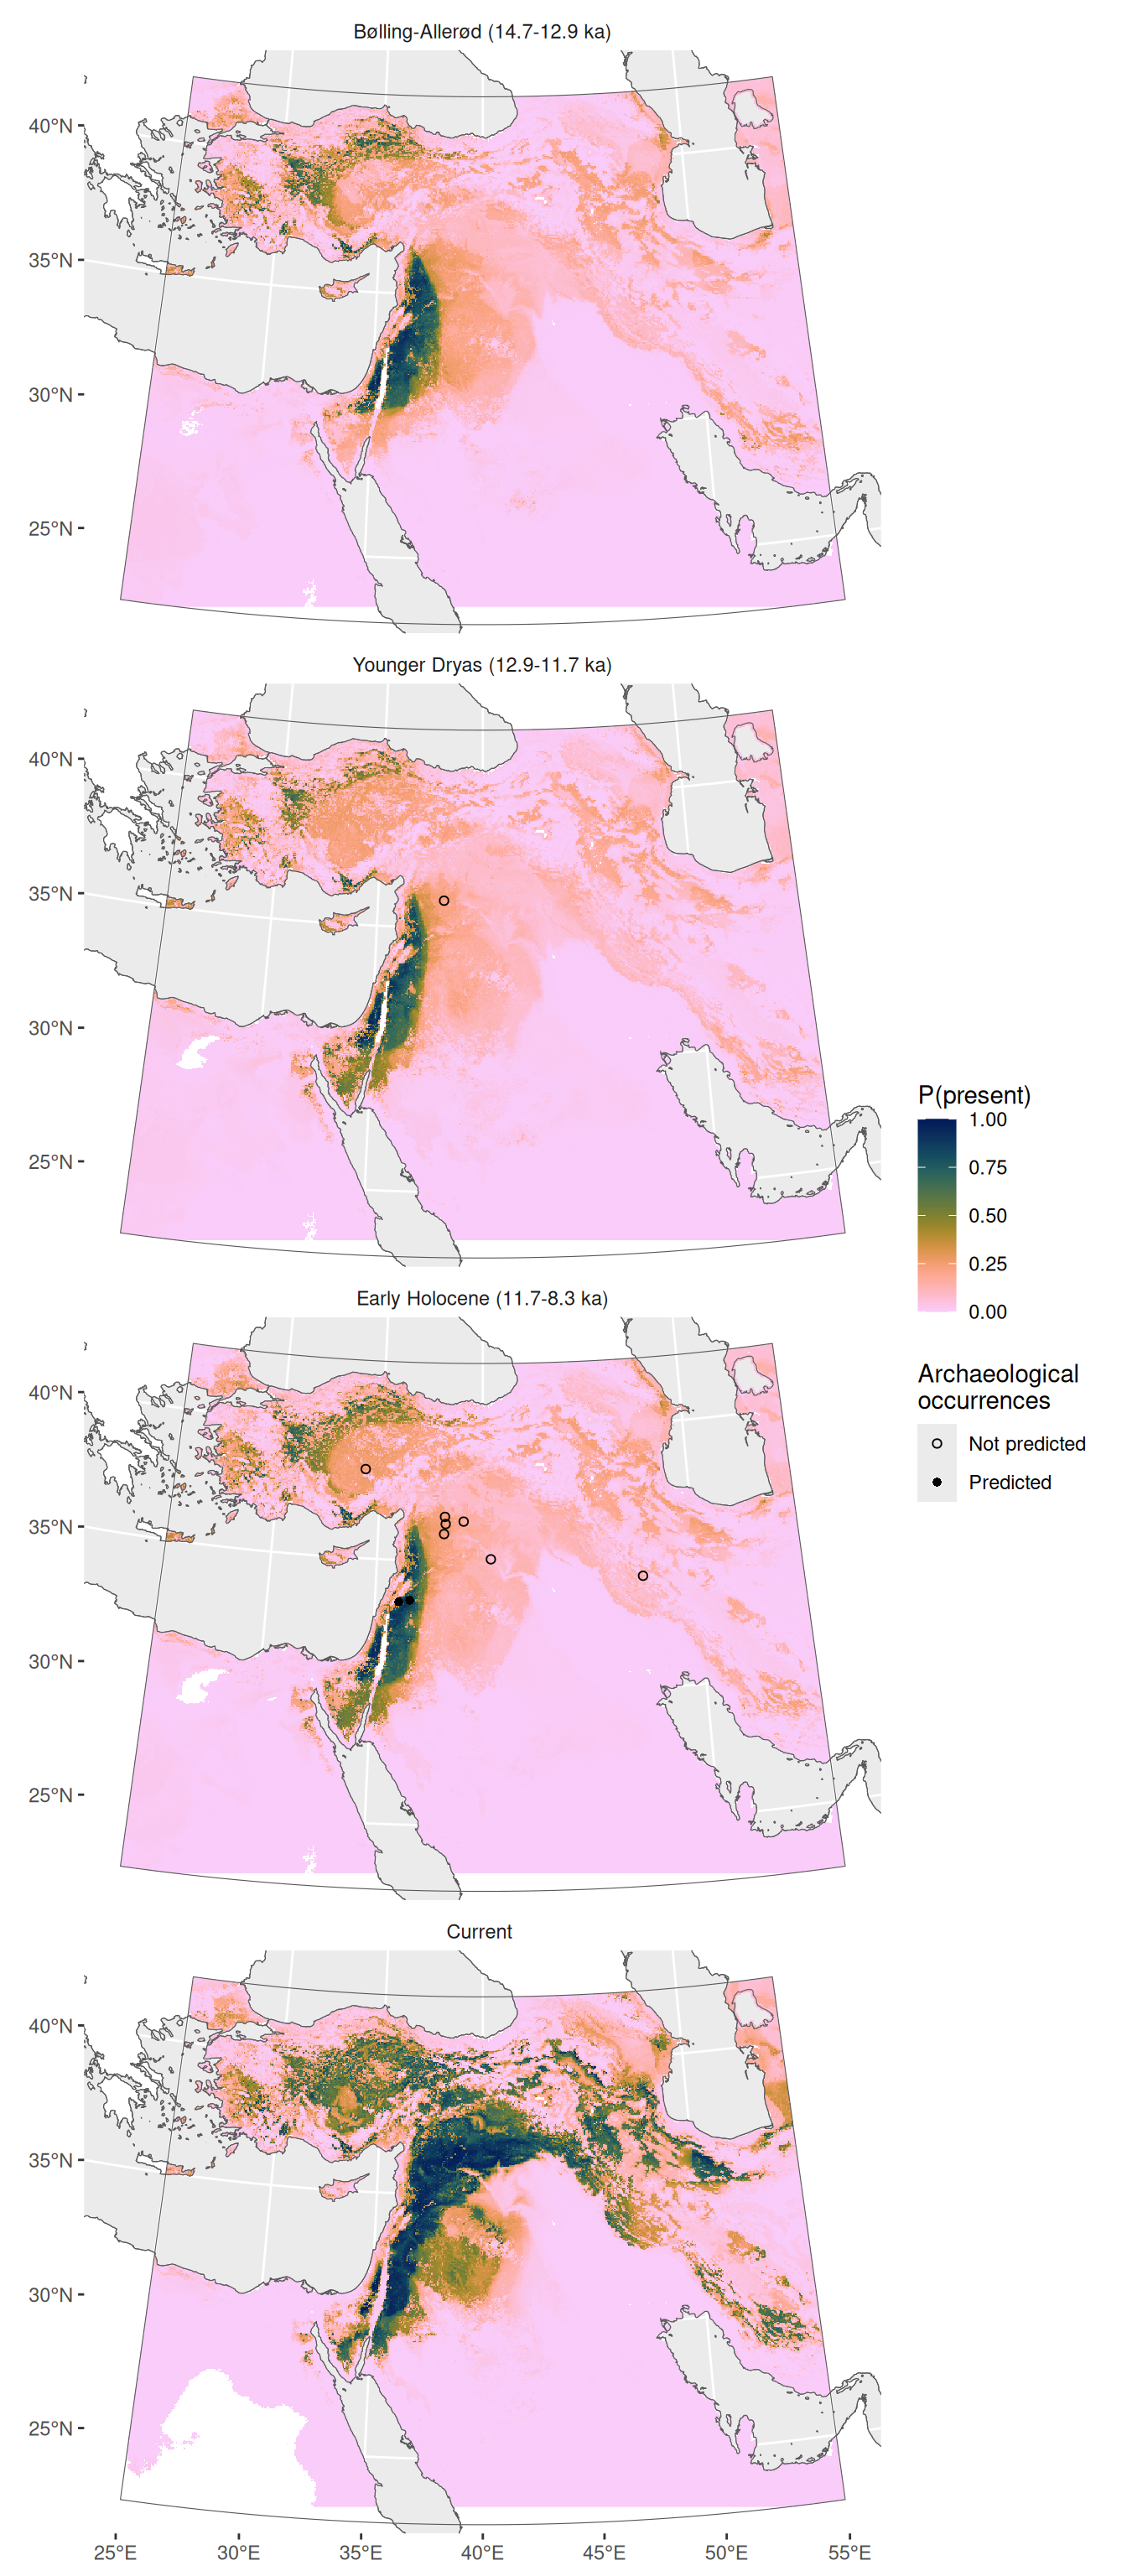 Bølling-Allerød (14.7-12.9 ka)
40°N
35°N
30°N
25°N
Younger Dryas (12.9-11.7 ka)
40°N
35°N
30°N
25°N
P(present)
1.00
0.75
0.50
0.25
0.00
Early Holocene (11.7-8.3 ka)
40°N
35°N
30°N
25°N
Archaeological
occurrences
Not predicted
Predicted
Current
40°N
35°N
30°N
25°N
25°E 30°E 35°E 40°E 45°E 50°E 55°E